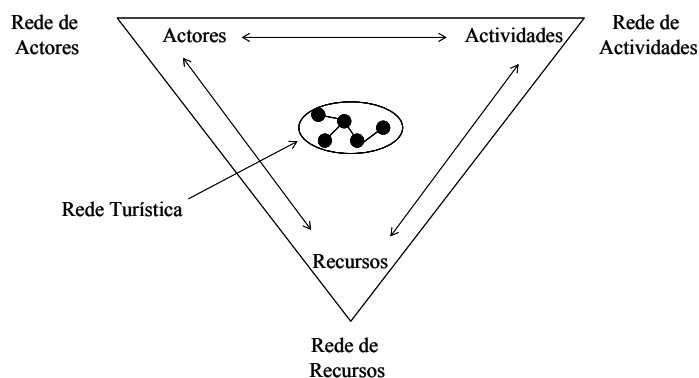 Rede de
Actores
Actores
Actividades
Rede de
Actividades
Rede Turística
Recursos
Rede de
Recursos